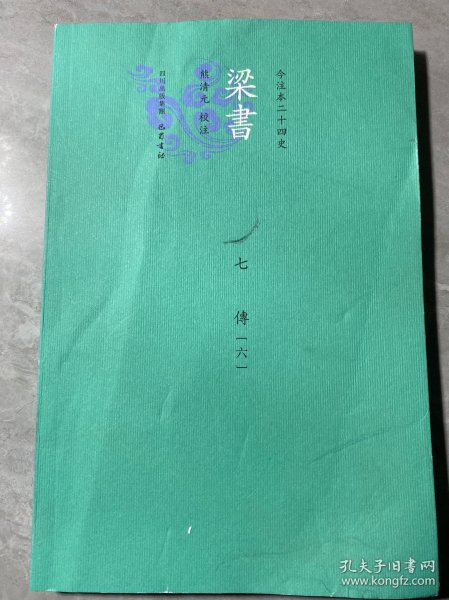 今注本二十四史
梁書
熊清元 校注
四川出版集團 巴蜀書社
七 傳〔六〕
孔夫子旧书网
www.kongfz.com